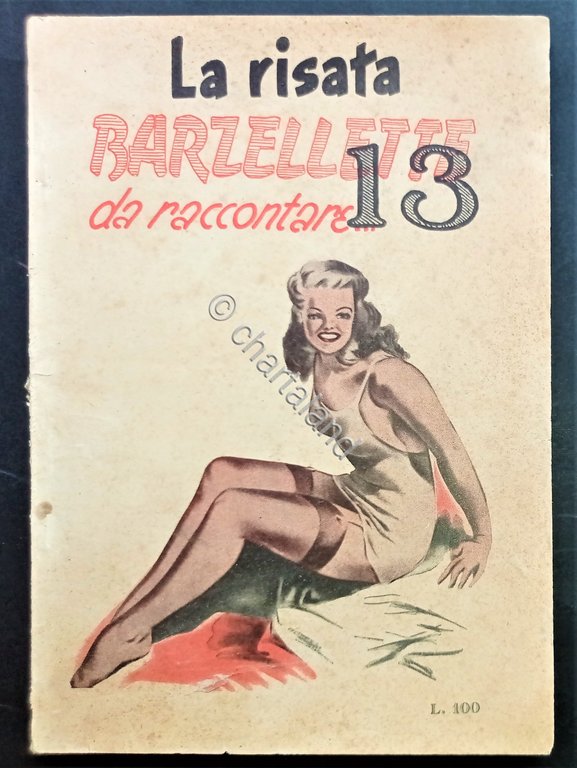 La risata
BARZELLETTE
da raccontare...
13
© chartaland
L. 100